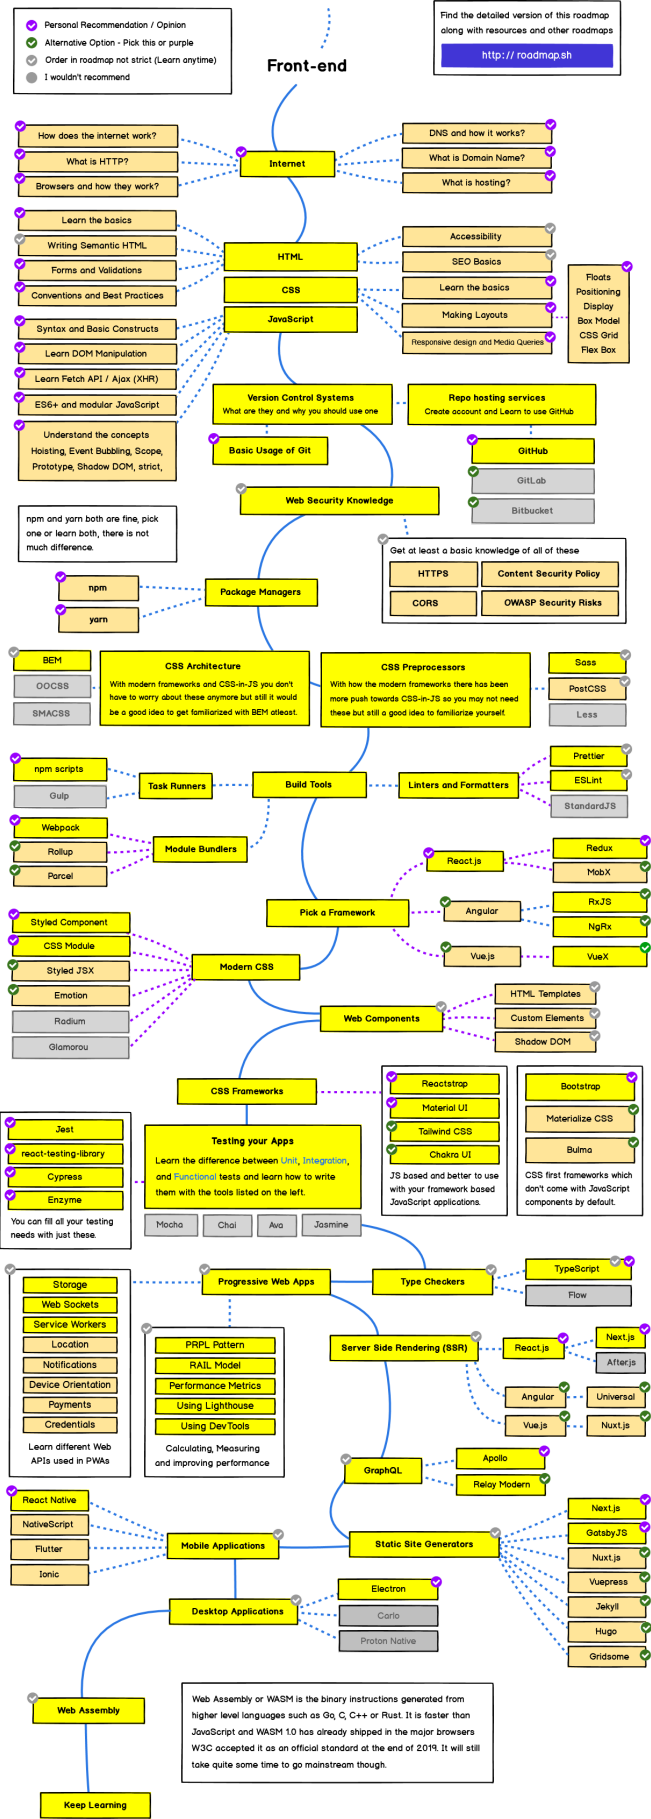 Personal Recommendation / Opinion
Alternative Option - Pick this or purple
Order in roadmap not strict (Learn anytime)
I wouldn't recommend
Find the detailed version of this roadmap
along with resources and other roadmaps
http:// roadmap.sh
Front-end
How does the internet work?
What is HTTP?
Browsers and how they work?
Internet
DNS and how it works?
What is Domain Name?
What is hosting?
Learn the basics
Writing Semantic HTML
Forms and Validations
Conventions and Best Practices
HTML
Accessibility
SEO Basics
CSS
Learn the basics
Making Layouts
Responsive design and Media Queries
Floats
Positioning
Display
Box Model
CSS Grid
Flex Box
JavaScript
Syntax and Basic Constructs
Learn DOM Manipulation
Learn Fetch API / Ajax (XHR)
ES6+ and modular JavaScript
Understand the concepts
Hoisting, Event Bubbling, Scope,
Prototype, Shadow DOM, strict,
Version Control Systems
What are they and why you should use one
Basic Usage of Git
Repo hosting services
Create account and Learn to use GitHub
GitHub
GitLab
Bitbucket
Web Security Knowledge
Get at least a basic knowledge of all of these
HTTPS
Content Security Policy
CORS
OWASP Security Risks
npm and yarn both are fine, pick
one or learn both, there is not
much difference.
npm
yarn
Package Managers
BEM
OOCSS
SMACSS
CSS Architecture
With modern frameworks and CSS-in-JS you don't
have to worry about these anymore but still it would
be a good idea to get familiarized with BEM atleast.
CSS Preprocessors
With how the modern frameworks there has been
more push towards CSS-in-JS so you may not need
these but still a good idea to familiarize yourself.
Sass
PostCSS
Less
npm scripts
Gulp
Task Runners
Build Tools
Linters and Formatters
Prettier
ESLint
StandardJS
Webpack
Rollup
Parcel
Module Bundlers
Pick a Framework
React.js
Redux
MobX
Angular
RxJS
NgRx
Vue.js
VueX
Styled Component
CSS Module
Styled JSX
Emotion
Radium
Glamorou
Modern CSS
Web Components
HTML Templates
Custom Elements
Shadow DOM
CSS Frameworks
Reactstrap
Material UI
Tailwind CSS
Chakra UI
JS based and better to use
with your framework based
JavaScript applications.
Bootstrap
Materialize CSS
Bulma
CSS first frameworks which
don't come with JavaScript
components by default.
Jest
react-testing-library
Cypress
Enzyme
You can fill all your testing
needs with just these.
Testing your Apps
Learn the difference between Unit, Integration,
and Functional tests and learn how to write
them with the tools listed on the left.
Mocha
Chai
Ava
Jasmine
Progressive Web Apps
Type Checkers
TypeScript
Flow
Storage
Web Sockets
Service Workers
Location
Notifications
Device Orientation
Payments
Credentials
Learn different Web
APIs used in PWAs
PRPL Pattern
RAIL Model
Performance Metrics
Using Lighthouse
Using DevTools
Calculating, Measuring
and improving performance
Server Side Rendering (SSR)
React.js
Next.js
After.js
Angular
Universal
Vue.js
Nuxt.js
GraphQL
Apollo
Relay Modern
React Native
NativeScript
Flutter
Ionic
Mobile Applications
Static Site Generators
Next.js
GatsbyJS
Nuxt.js
Vuepress
Jekyll
Hugo
Gridsome
Desktop Applications
Electron
Carlo
Proton Native
Web Assembly
Web Assembly or WASM is the binary instructions generated from
higher level languages such as Go, C, C++ or Rust. It is faster than
JavaScript and WASM 1.0 has already shipped in the major browsers
W3C accepted it as an official standard at the end of 2019. It will still
take quite some time to go mainstream though.
Keep Learning